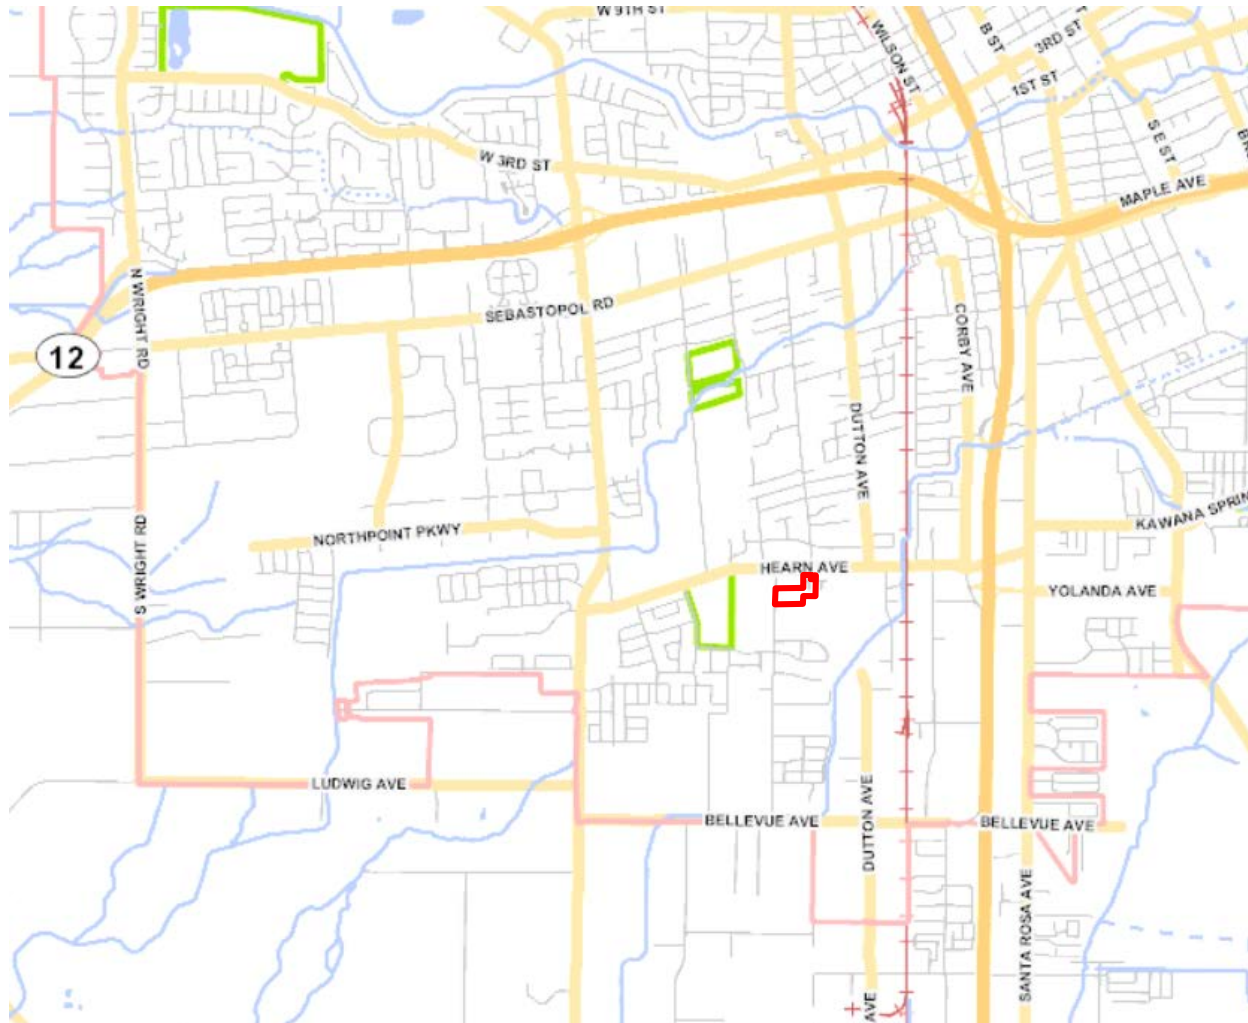 W 9TH ST
WILSON ST
B ST
3RD ST
1ST ST
S E ST
W 3RD ST
MAPLE AVE
N WRIGHT RD
SEBASTOPOL RD
12
CORBY AVE
DUTTON AVE
NORTHPOINT PKWY
S WRIGHT RD
KAWANA SPRIN
HEARN AVE
YOLANDA AVE
LUDWIG AVE
DUTTON AVE
BELLEVUE AVE
BELLEVUE AVE
SANTA ROSA AVE
AVE